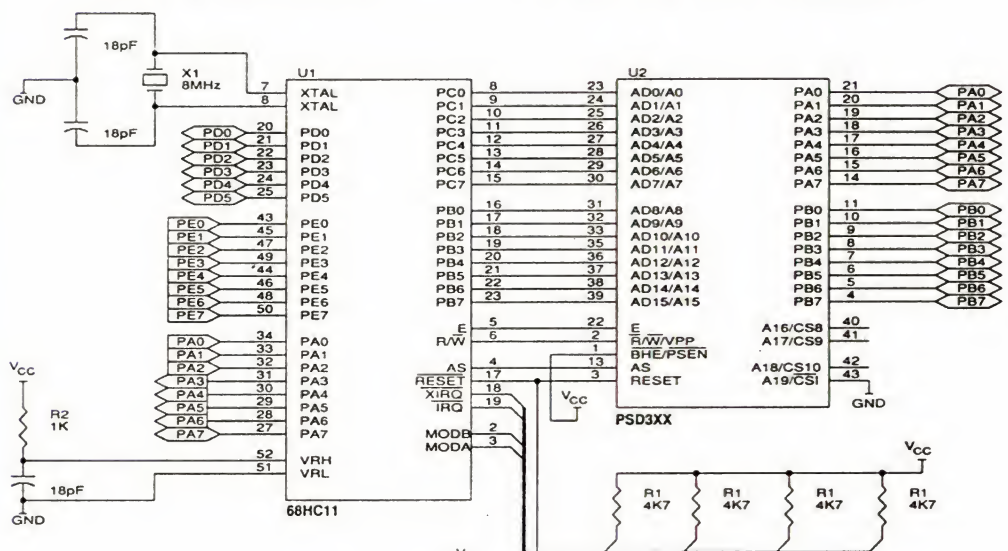 18pF
X1
8MHz
GND
18pF
U1
7 XTAL
8 XTAL
PD0 20 PD0
PD1 21 PD1
PD2 22 PD2
PD3 23 PD3
PD4 24 PD4
PD5 25 PD5
PE0 43 PE0
PE1 45 PE1
PE2 47 PE2
PE3 49 PE3
PE4 44 PE4
PE5 46 PE5
PE6 48 PE6
PE7 50 PE7
PA0 34 PA0
PA1 33 PA1
PA2 32 PA2
PA3 31 PA3
PA4 30 PA4
PA5 29 PA5
PA6 28 PA6
PA7 27 PA7
VCC
R2
1K
52 VRH
51 VRL
18pF
GND
68HC11
PC0 8
PC1 9
PC2 10
PC3 11
PC4 12
PC5 13
PC6 14
PC7 15
PB0 16
PB1 17
PB2 18
PB3 19
PB4 20
PB5 21
PB6 22
PB7 23
E 5
R/W 6
AS 4
RESET 17
XIRQ 18
IRQ 19
MODB 2
MODA 3
U2
23 AD0/A0
24 AD1/A1
25 AD2/A2
26 AD3/A3
27 AD4/A4
28 AD5/A5
29 AD6/A6
30 AD7/A7
31 AD8/A8
32 AD9/A9
33 AD10/A10
35 AD11/A11
36 AD12/A12
37 AD13/A13
38 AD14/A14
39 AD15/A15
22 E
2 R/W/VPP
1 BHE/PSEN
13 AS
3 RESET
VCC
PSD3XX
PA0 21 PA0
PA1 20 PA1
PA2 19 PA2
PA3 18 PA3
PA4 17 PA4
PA5 16 PA5
PA6 15 PA6
PA7 14 PA7
PB0 11 PB0
PB1 10 PB1
PB2 9 PB2
PB3 8 PB3
PB4 7 PB4
PB5 6 PB5
PB6 5 PB6
PB7 4 PB7
A16/CS8 40
A17/CS9 41
A18/CS10 42
A19/CSI 43
GND
VCC
R1
4K7
R1
4K7
R1
4K7
R1
4K7